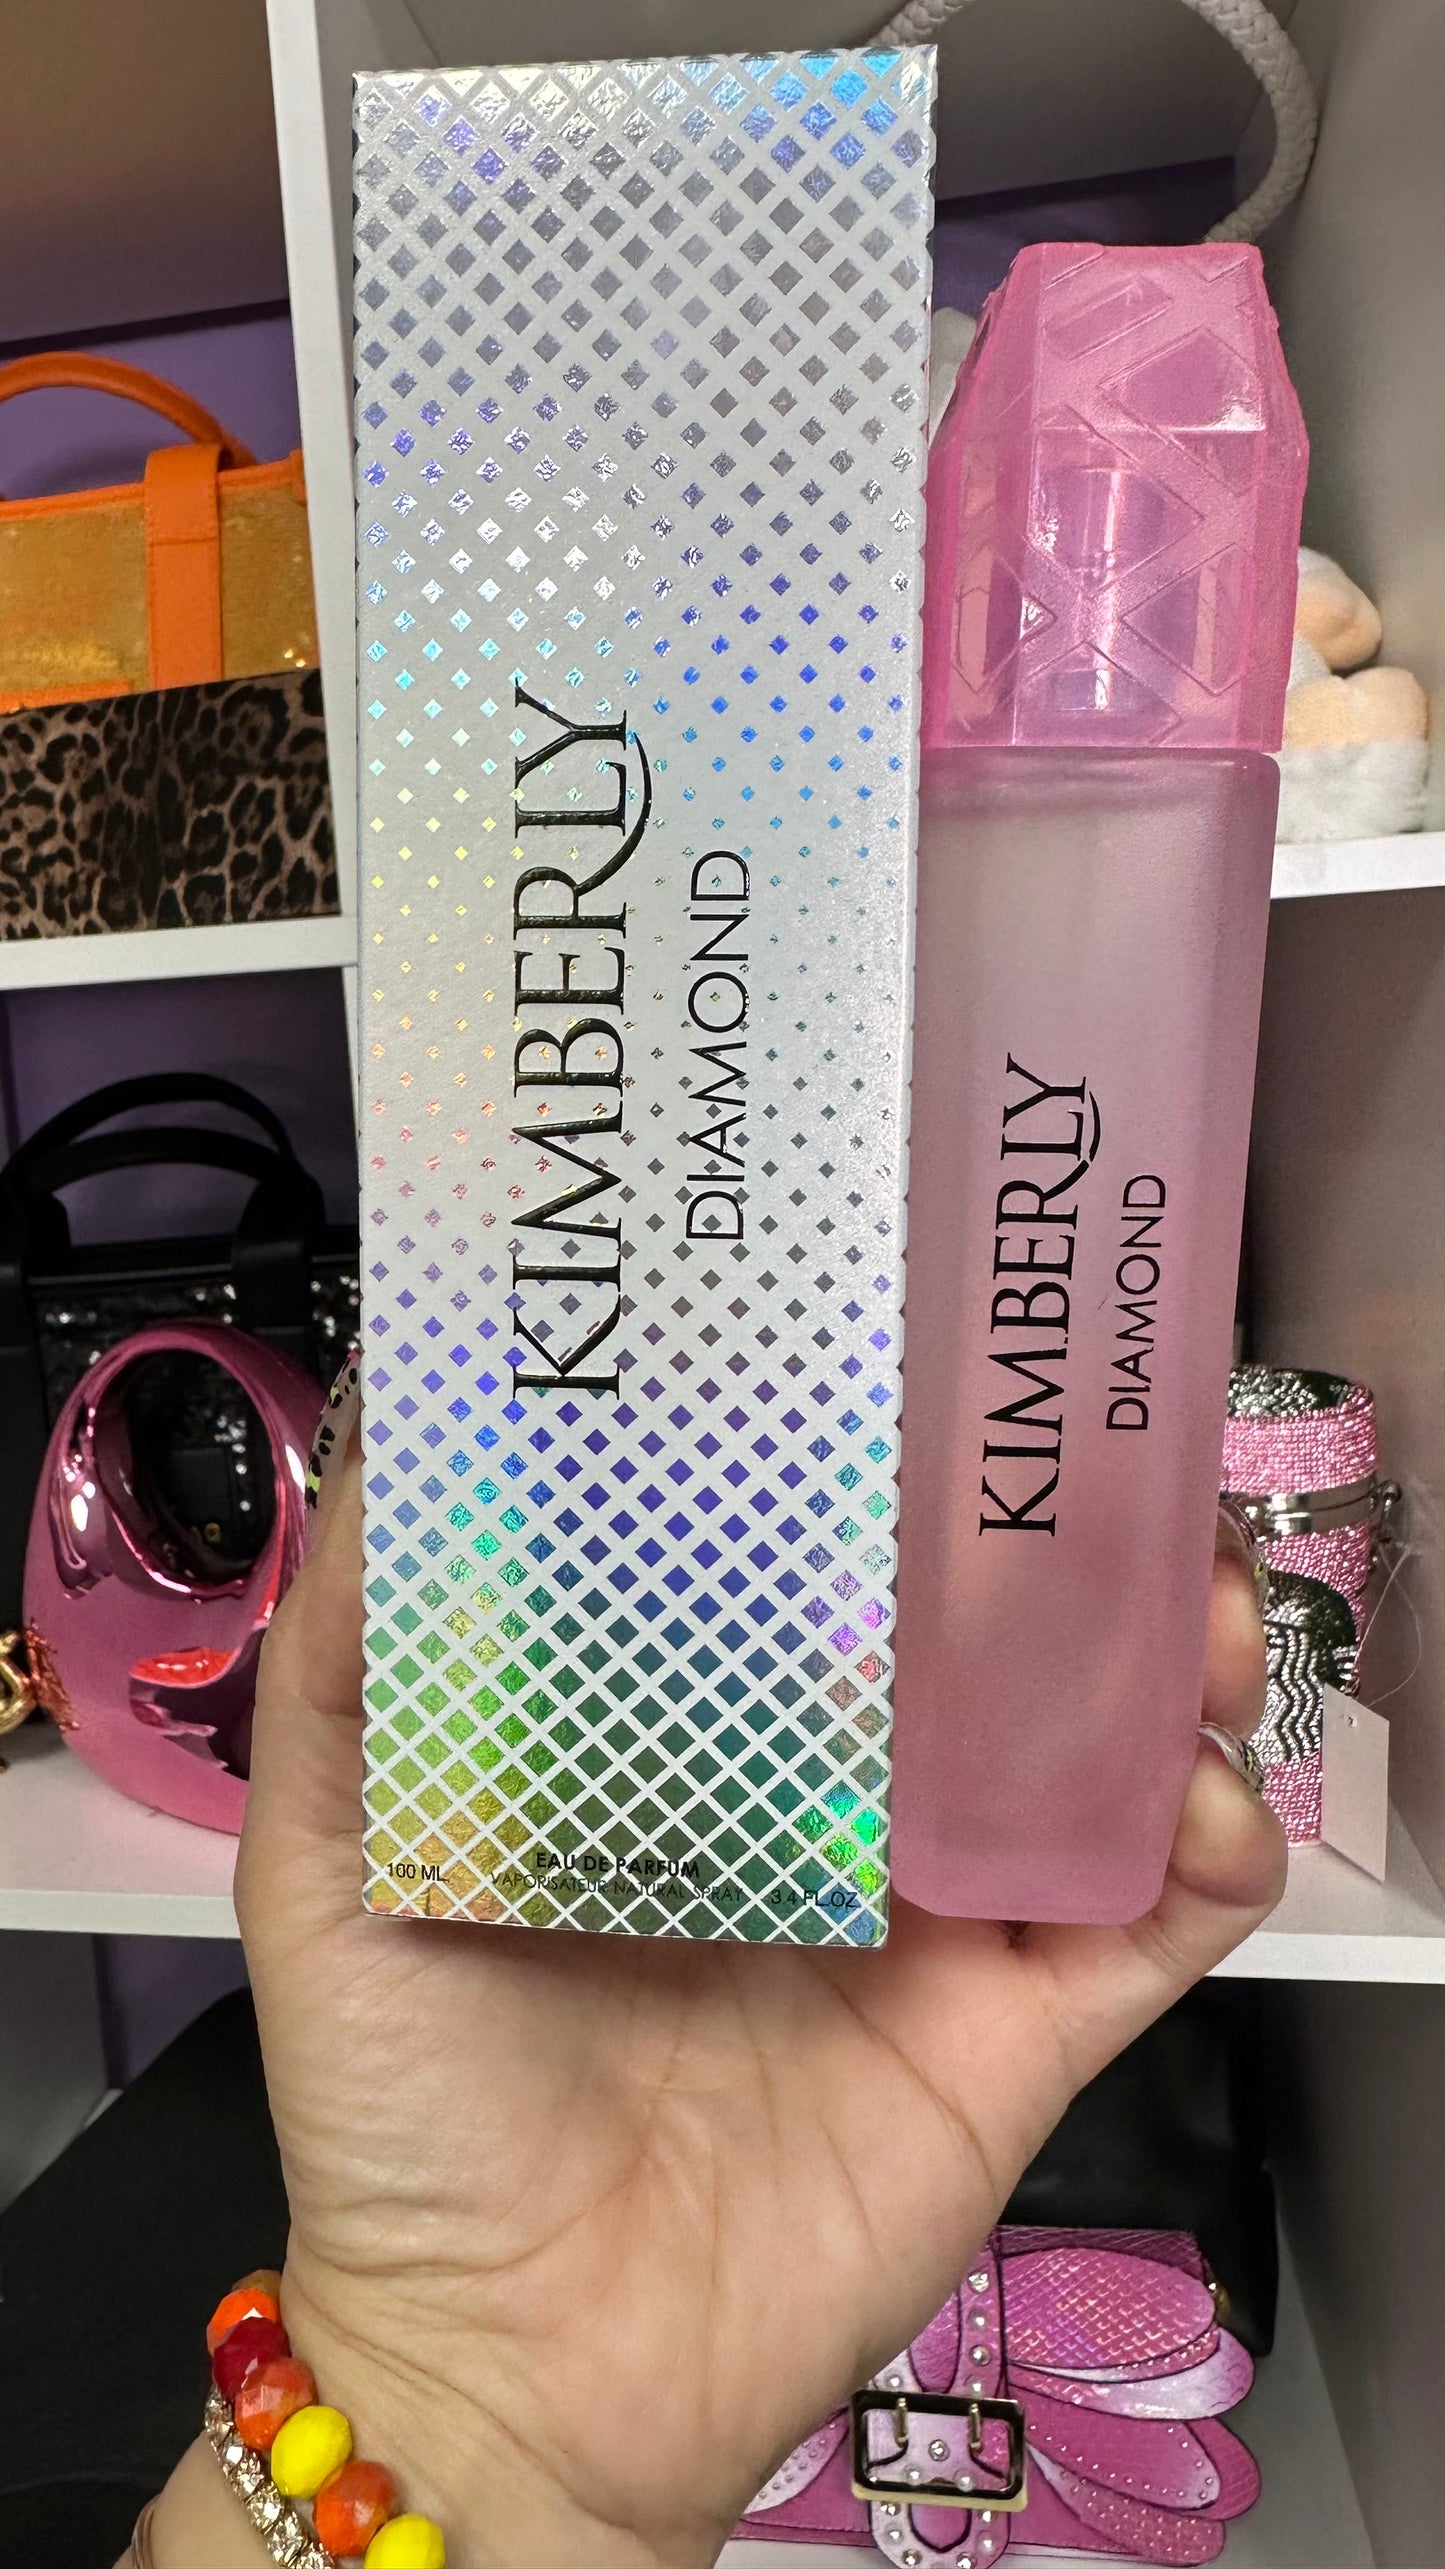 KIMBERLY
DIAMOND
100 ML
EAU DE PARFUM
VAPORISATEUR NATURAL SPRAY
3.4 FL.OZ
KIMBERLY
DIAMOND